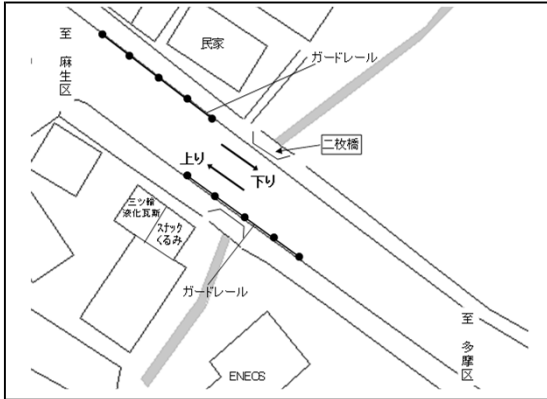 至 麻生区
民家
ガードレール
二枚橋
上り
下り
三ツ輪
液化瓦斯
スナック
くるみ
ガードレール
ENEOS
至 多摩区